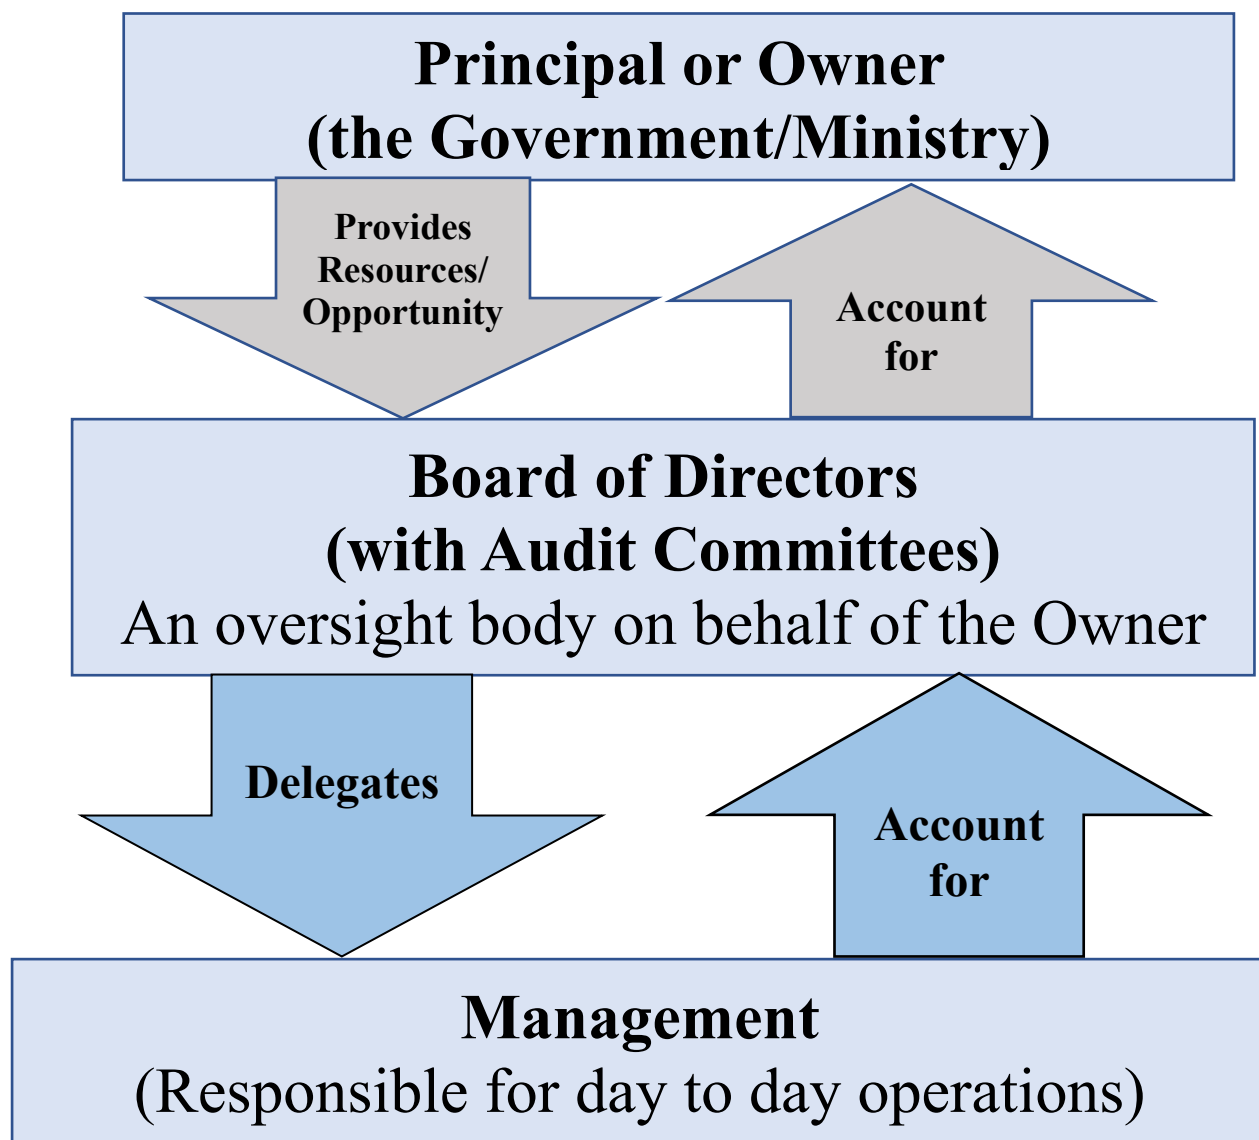 Principal or Owner
(the Government/Ministry)
Provides
Resources/
Opportunity
Account
for
Board of Directors
(with Audit Committees)
An oversight body on behalf of the Owner
Delegates
Account
for
Management
(Responsible for day to day operations)